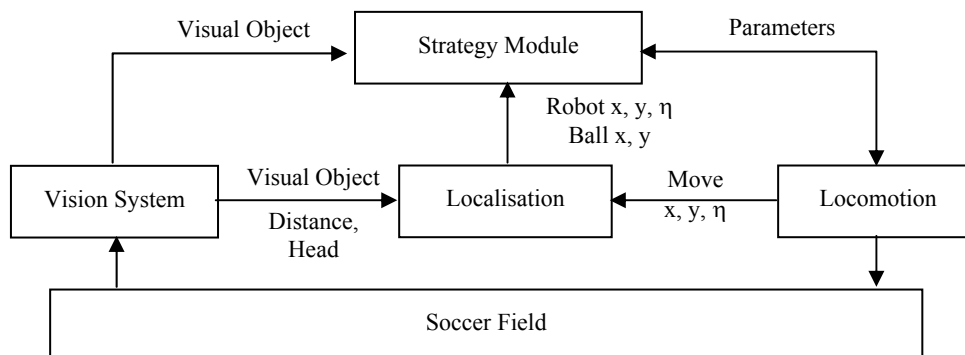 Visual Object
Strategy Module
Parameters
Robot x, y, η
Ball x, y
Vision System
Visual Object
Distance,
Head
Localisation
Move
x, y, η
Locomotion
Soccer Field